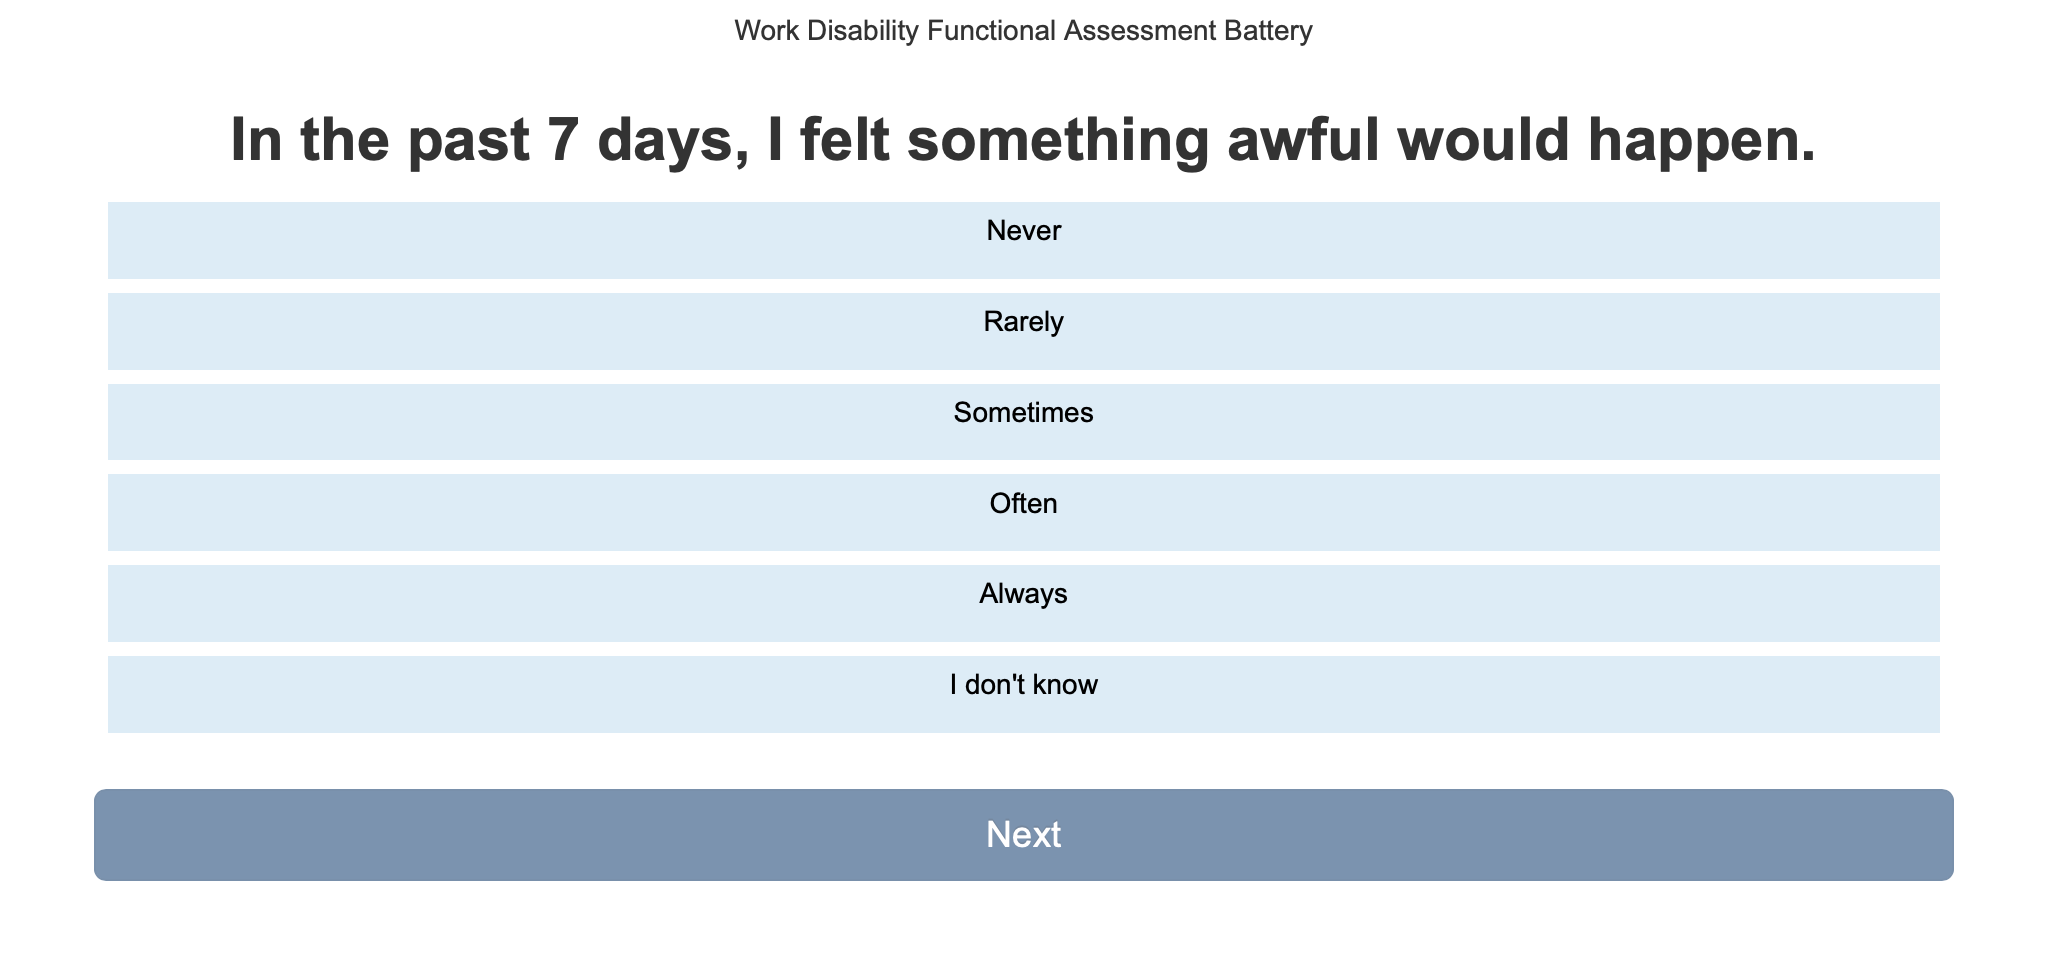 Work Disability Functional Assessment Battery
In the past 7 days, I felt something awful would happen.
Never
Rarely
Sometimes
Often
Always
I don't know
Next